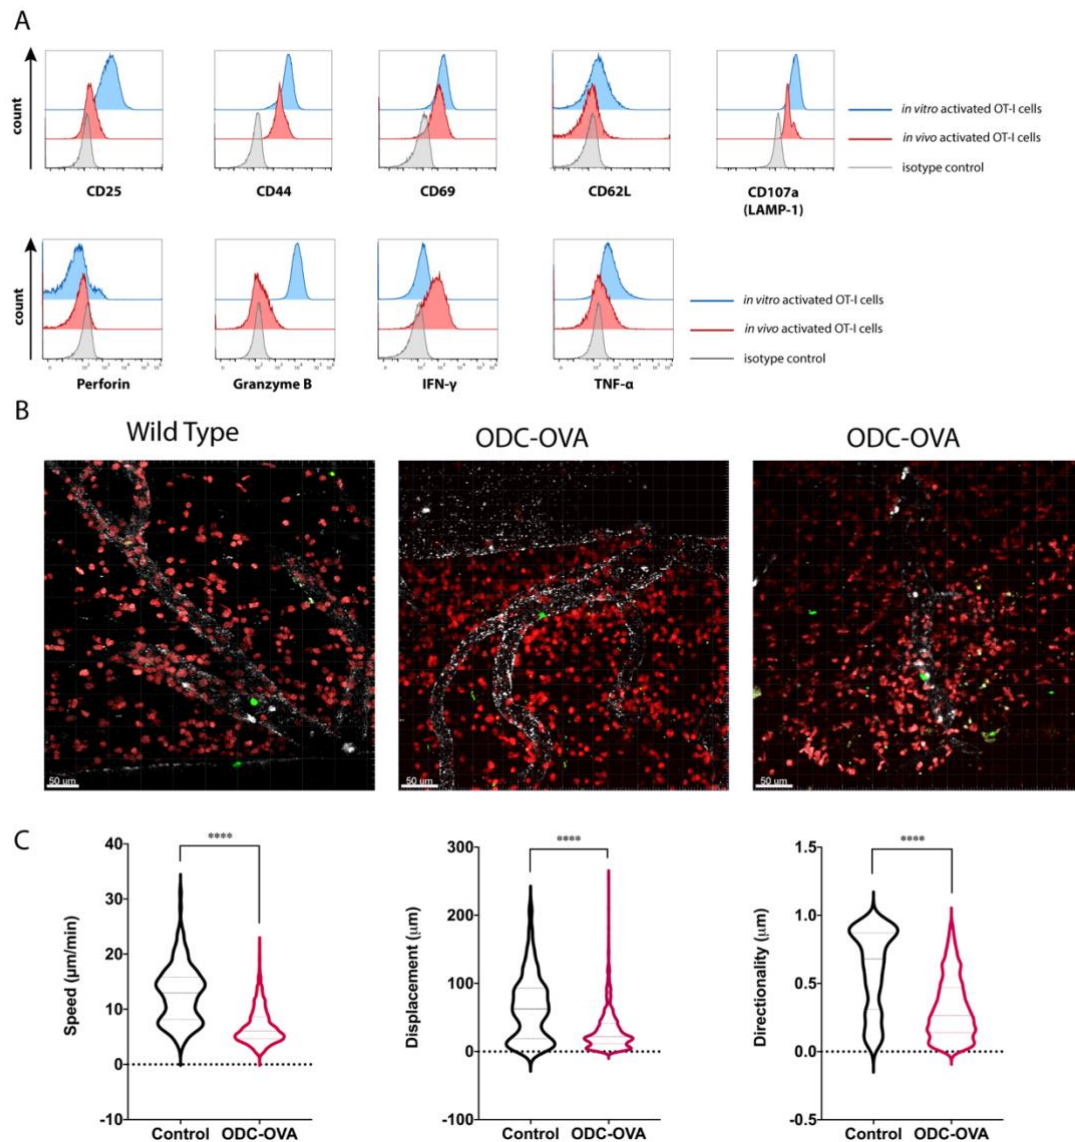 A
count
in vitro activated OT-I cells
in vivo activated OT-I cells
isotype control
CD25
CD44
CD69
CD62L
CD107a
(LAMP-1)
count
in vitro activated OT-I cells
in vivo activated OT-I cells
isotype control
Perforin
Granzyme B
IFN-γ
TNF-α
B
Wild Type
ODC-OVA
ODC-OVA
50 um
50 um
50 um
C
****
Speed (μm/min)
40
30
20
10
0
-10
Control
ODC-OVA
****
Displacement (μm)
300
200
100
0
-100
Control
ODC-OVA
****
Directionality (μm)
1.5
1.0
0.5
0.0
-0.5
Control
ODC-OVA